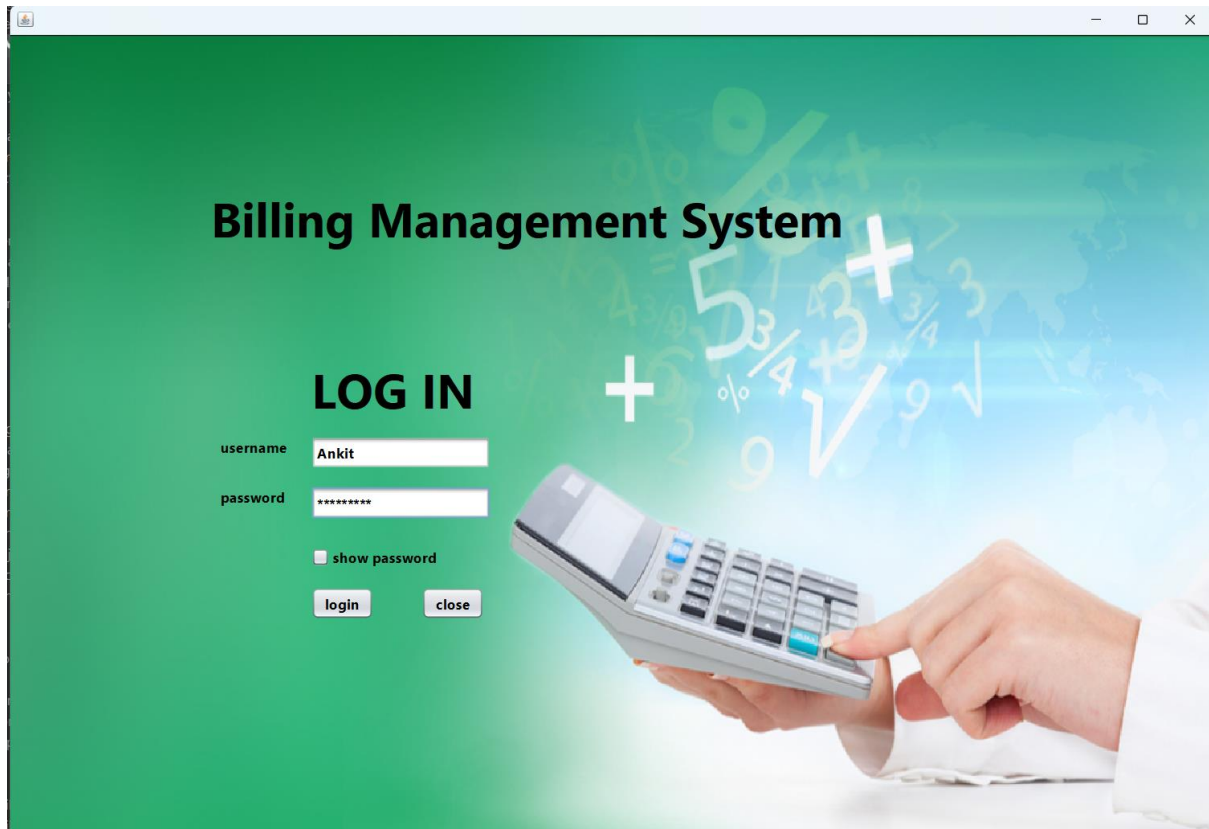 Billing Management System
LOG IN
username Ankit
password *********
show password
login close